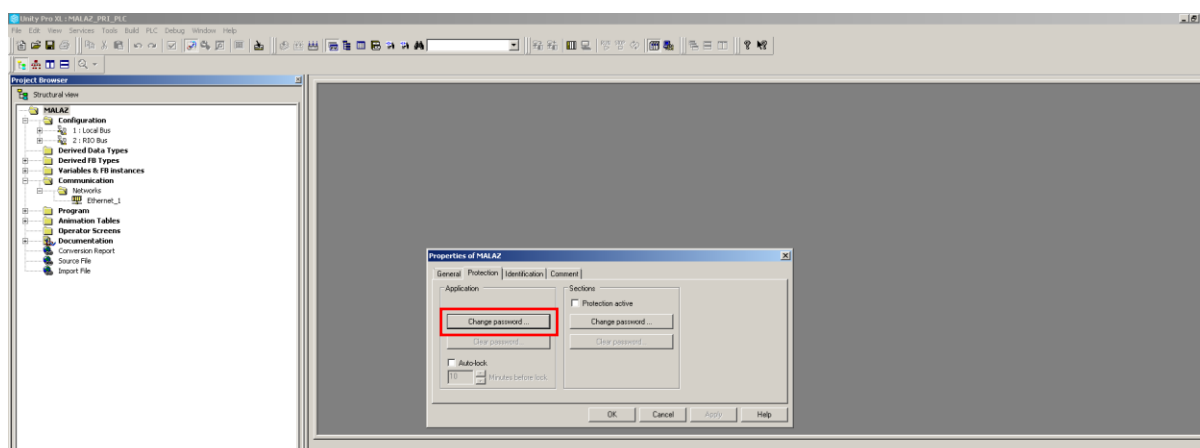 Unity Pro XL : MALAZ_PRI_PLC
File Edit View Services Tools Build PLC Debug Window Help
Project Browser
Structural view
MALAZ
Configuration
1 : Local Bus
2 : RIO Bus
Derived Data Types
Derived FB Types
Variables & FB instances
Communication
Networks
Ethernet_1
Program
Animation Tables
Operator Screens
Documentation
Conversion Report
Source File
Import File
Properties of MALAZ
General Protection Identification Comment
Application
Change password ...
Clear password...
Auto-lock
10 Minutes before lock
Sections
Protection active
Change password ...
Clear password...
OK Cancel Apply Help